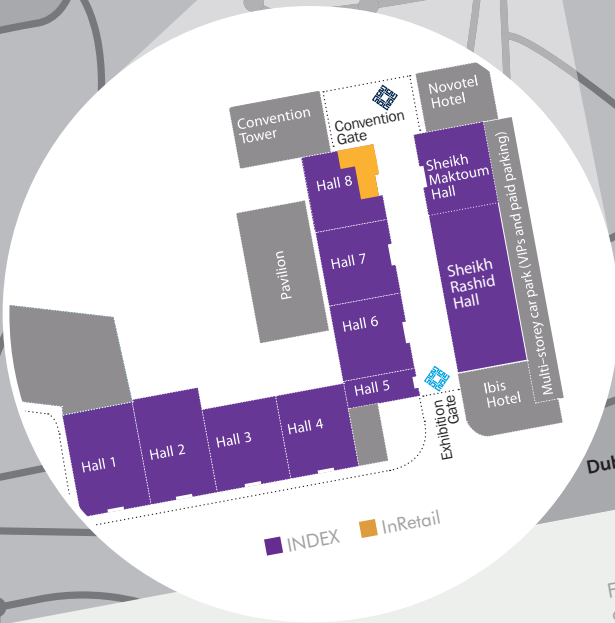 Novotel
Hotel
Convention
Tower
Convention
Gate
Sheikh
Maktoum
Hall
Hall 8
Multi-storey car park (VIPs and paid parking)
Pavilion
Hall 7
Sheikh
Rashid
Hall
Hall 6
Hall 5
Ibis
Hotel
Exhibition
Gate
Hall 4
Hall 3
Hall 2
Hall 1
Dub
INDEX
InRetail